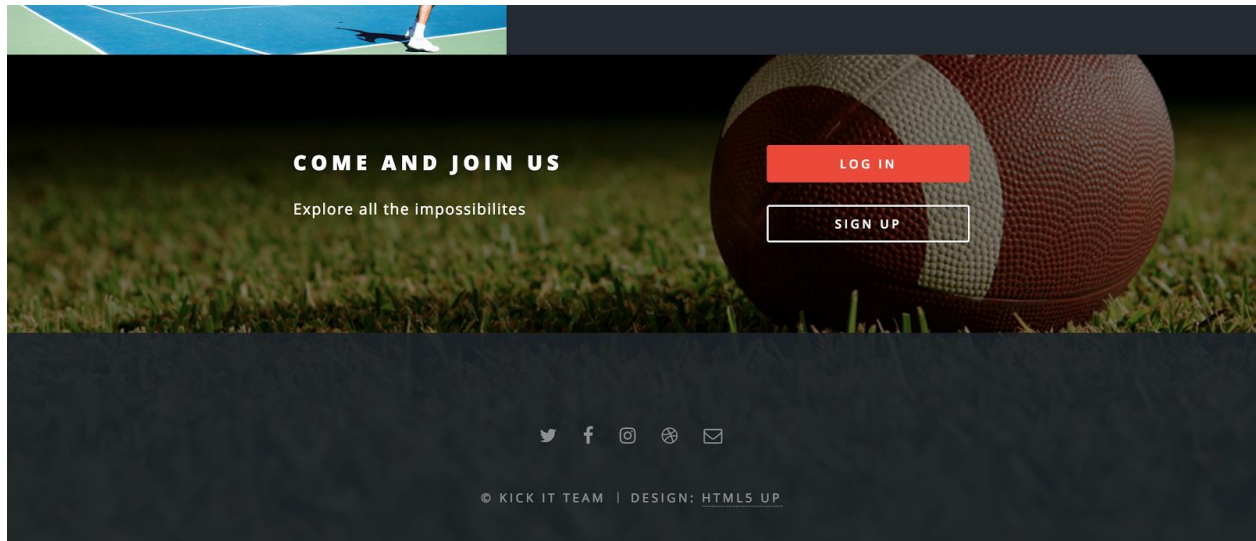 COME AND JOIN US
Explore all the impossibilites
LOG IN
SIGN UP
© KICK IT TEAM | DESIGN: HTML5 UP